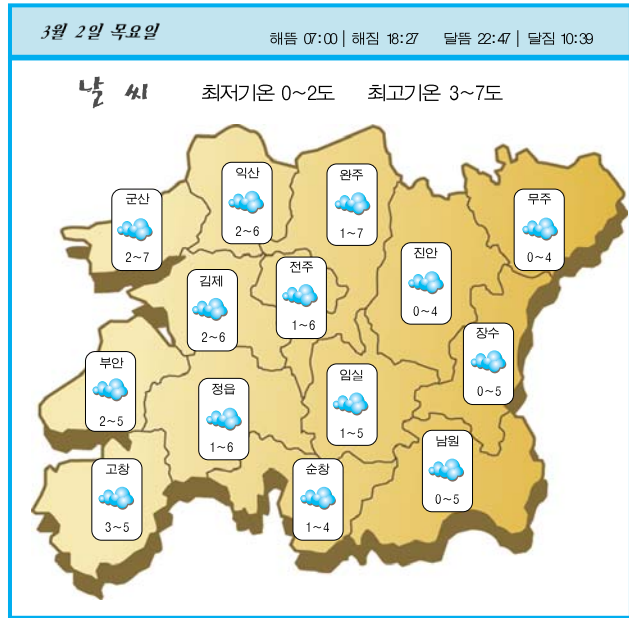 3월 2일 목요일
해뜸 07:00 | 해짐 18:27 달뜸 22:47 | 달짐 10:39
날씨 최저기온 0~2도 최고기온 3~7도
익산
2~6
완주
1~7
군산
2~7
무주
0~4
진안
0~4
전주
1~6
김제
2~6
장수
0~5
부안
2~5
임실
1~5
정읍
1~6
남원
0~5
고창
3~5
순창
1~4